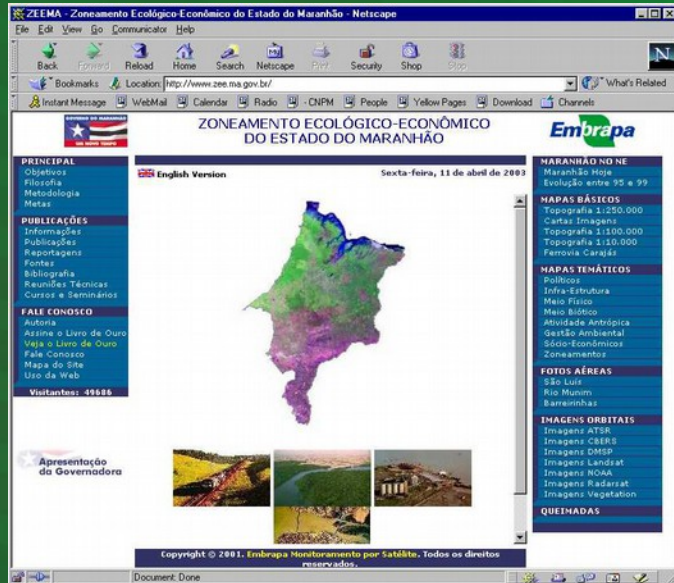 ZEEMA - Zoneamento Ecológico-Econômico do Estado do Maranhão - Netscape
File Edit View Go Communicator Help
Back Forward Reload Home Search Netscape Print Security Shop Stop
Bookmarks Location: http://www.zee.ma.gov.br/ What's Related
Instant Message WebMail Calendar Radio - CNPM People Yellow Pages Download Channels
GOVERNO DO MARANHÃO
UM NOVO TEMPO
ZONEAMENTO ECOLÓGICO-ECONÔMICO
DO ESTADO DO MARANHÃO
Embrapa
PRINCIPAL
Objetivos
Filosofia
Metodologia
Metas
PUBLICAÇÕES
Informações
Publicações
Reportagens
Fontes
Bibliografia
Reuniões Técnicas
Cursos e Seminários
FALE CONOSCO
Autoria
Assine o Livro de Ouro
Veja o Livro de Ouro
Fale Conosco
Mapa do Site
Uso da Web
Visitantes: 49686
Apresentação
da Governadora
English Version Sexta-feira, 11 de abril de 2003
MARANHÃO NO NE
Maranhão Hoje
Evolução entre 95 e 99
MAPAS BÁSICOS
Topografia 1:250.000
Cartas Imagens
Topografia 1:100.000
Topografia 1:10.000
Ferrovia Carajás
MAPAS TEMÁTICOS
Políticos
Infra-Estrutura
Meio Físico
Meio Biótico
Atividade Antrópica
Gestão Ambiental
Sócio-Econômicos
Zoneamentos
FOTOS AÉREAS
São Luís
Rio Munim
Barreirinhas
IMAGENS ORBITAIS
Imagens ATSR
Imagens CBERS
Imagens DMSP
Imagens Landsat
Imagens NOAA
Imagens Radarsat
Imagens Vegetation
QUEIMADAS
Copyright © 2001. Embrapa Monitoramento por Satélite. Todos os direitos
reservados.
Document: Done